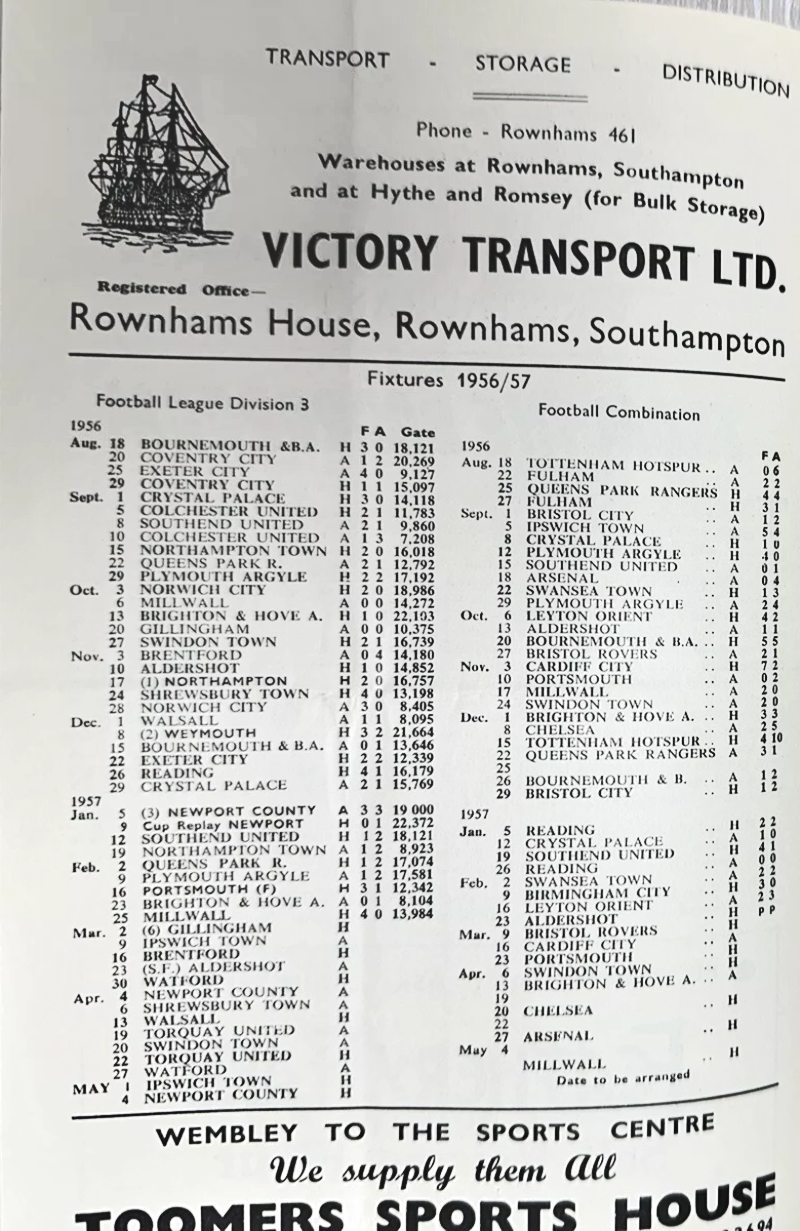 TRANSPORT - STORAGE - DISTRIBUTION
Phone - Rownhams 461
Warehouses at Rownhams, Southampton
and at Hythe and Romsey (for Bulk Storage)
VICTORY TRANSPORT LTD.
Registered Office—
Rownhams House, Rownhams, Southampton
Fixtures 1956/57
Football League Division 3
1956
F A Gate
Aug. 18 BOURNEMOUTH &B.A. H 3 0 18,121
20 COVENTRY CITY A 1 2 20,269
25 EXETER CITY A 4 0 9,127
29 COVENTRY CITY H 1 1 15,097
Sept. 1 CRYSTAL PALACE H 3 0 14,118
5 COLCHESTER UNITED H 2 1 11,783
8 SOUTHEND UNITED A 2 1 9,860
10 COLCHESTER UNITED A 1 3 7,208
15 NORTHAMPTON TOWN H 2 0 16,018
22 QUEENS PARK R. A 2 1 12,792
29 PLYMOUTH ARGYLE H 2 2 17,192
Oct. 3 NORWICH CITY H 2 0 18,986
6 MILLWALL A 0 0 14,272
13 BRIGHTON & HOVE A. H 1 0 22,193
20 GILLINGHAM A 0 0 10,375
27 SWINDON TOWN H 2 1 16,739
Nov. 3 BRENTFORD A 0 4 14,180
10 ALDERSHOT H 1 0 14,852
17 (1) NORTHAMPTON H 2 0 16,757
24 SHREWSBURY TOWN H 4 0 13,198
28 NORWICH CITY A 3 0 8,405
Dec. 1 WALSALL A 1 1 8,095
8 (2) WEYMOUTH H 3 2 21,664
15 BOURNEMOUTH & B.A. A 0 1 13,646
22 EXETER CITY H 2 2 12,339
26 READING H 4 1 16,179
29 CRYSTAL PALACE A 2 1 15,769
1957
Jan. 5 (3) NEWPORT COUNTY A 3 3 19 000
9 Cup Replay NEWPORT H 0 1 22,372
12 SOUTHEND UNITED H 1 2 18,121
19 NORTHAMPTON TOWN A 1 2 8,923
Feb. 2 QUEENS PARK R. H 1 2 17,074
9 PLYMOUTH ARGYLE A 1 2 17,581
16 PORTSMOUTH (F) H 3 1 12,342
23 BRIGHTON & HOVE A. A 0 1 8,104
25 MILLWALL H 4 0 13,984
Mar. 2 (6) GILLINGHAM H
9 IPSWICH TOWN A
16 BRENTFORD H
23 (S.F.) ALDERSHOT A
30 WATFORD H
Apr. 4 NEWPORT COUNTY A
6 SHREWSBURY TOWN A
13 WALSALL H
19 TORQUAY UNITED A
20 SWINDON TOWN A
22 TORQUAY UNITED H
27 WATFORD A
MAY 1 IPSWICH TOWN H
4 NEWPORT COUNTY H
Football Combination
1956
F A
Aug. 18 TOTTENHAM HOTSPUR .. A 0 6
22 FULHAM A 2 2
25 QUEENS PARK RANGERS H 4 4
27 FULHAM .. H 3 1
Sept. 1 BRISTOL CITY .. A 1 2
5 IPSWICH TOWN .. A 5 4
8 CRYSTAL PALACE .. H 1 0
12 PLYMOUTH ARGYLE .. H 4 0
15 SOUTHEND UNITED .. A 0 1
18 ARSENAL .. A 0 4
22 SWANSEA TOWN .. H 1 3
29 PLYMOUTH ARGYLE .. A 2 4
Oct. 6 LEYTON ORIENT .. H 4 2
13 ALDERSHOT .. A 1 1
20 BOURNEMOUTH & B.A. .. H 5 5
27 BRISTOL ROVERS .. A 2 1
Nov. 3 CARDIFF CITY .. H 7 2
10 PORTSMOUTH .. A 0 2
17 MILLWALL .. A 2 0
24 SWINDON TOWN .. A 2 0
Dec. 1 BRIGHTON & HOVE A. .. H 3 3
8 CHELSEA .. A 2 5
15 TOTTENHAM HOTSPUR .. H 4 10
22 QUEENS PARK RANGERS A 3 1
25
26 BOURNEMOUTH & B. .. A 1 2
29 BRISTOL CITY .. H 1 2
1957
Jan. 5 READING .. H 2 2
12 CRYSTAL PALACE .. A 1 0
19 SOUTHEND UNITED .. H 4 1
26 READING .. A 0 0
Feb. 2 SWANSEA TOWN .. A 2 2
9 BIRMINGHAM CITY .. H 3 0
16 LEYTON ORIENT .. A 2 3
23 ALDERSHOT .. H P P
Mar. 9 BRISTOL ROVERS .. H
16 CARDIFF CITY .. A
23 PORTSMOUTH .. H
Apr. 6 SWINDON TOWN .. H
13 BRIGHTON & HOVE A. .. A
19
20 CHELSEA .. H
22
27 ARSENAL .. H
May 4
MILLWALL .. H
Date to be arranged
WEMBLEY TO THE SPORTS CENTRE
We supply them All
TOOMERS SPORTS HOUSE